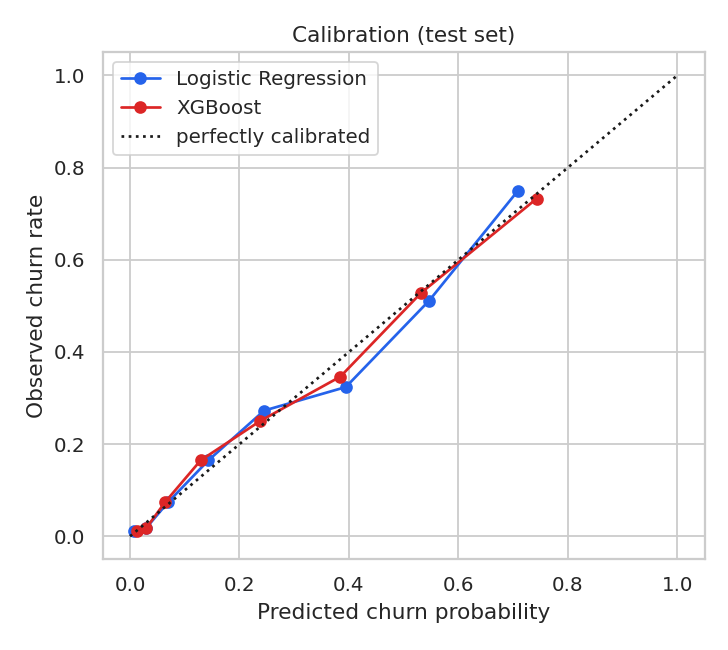 Calibration (test set)
Logistic Regression
XGBoost
perfectly calibrated
1.0
0.8
0.6
0.4
0.2
0.0
Observed churn rate
0.0 0.2 0.4 0.6 0.8 1.0
Predicted churn probability